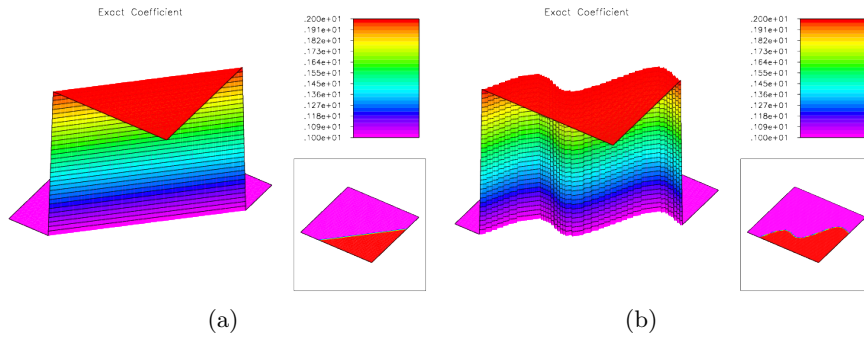 Exact Coefficient
.200e+01
.191e+01
.182e+01
.173e+01
.164e+01
.155e+01
.145e+01
.136e+01
.127e+01
.118e+01
.109e+01
.100e+01
(a)
Exact Coefficient
.200e+01
.191e+01
.182e+01
.173e+01
.164e+01
.155e+01
.145e+01
.136e+01
.127e+01
.118e+01
.109e+01
.100e+01
(b)